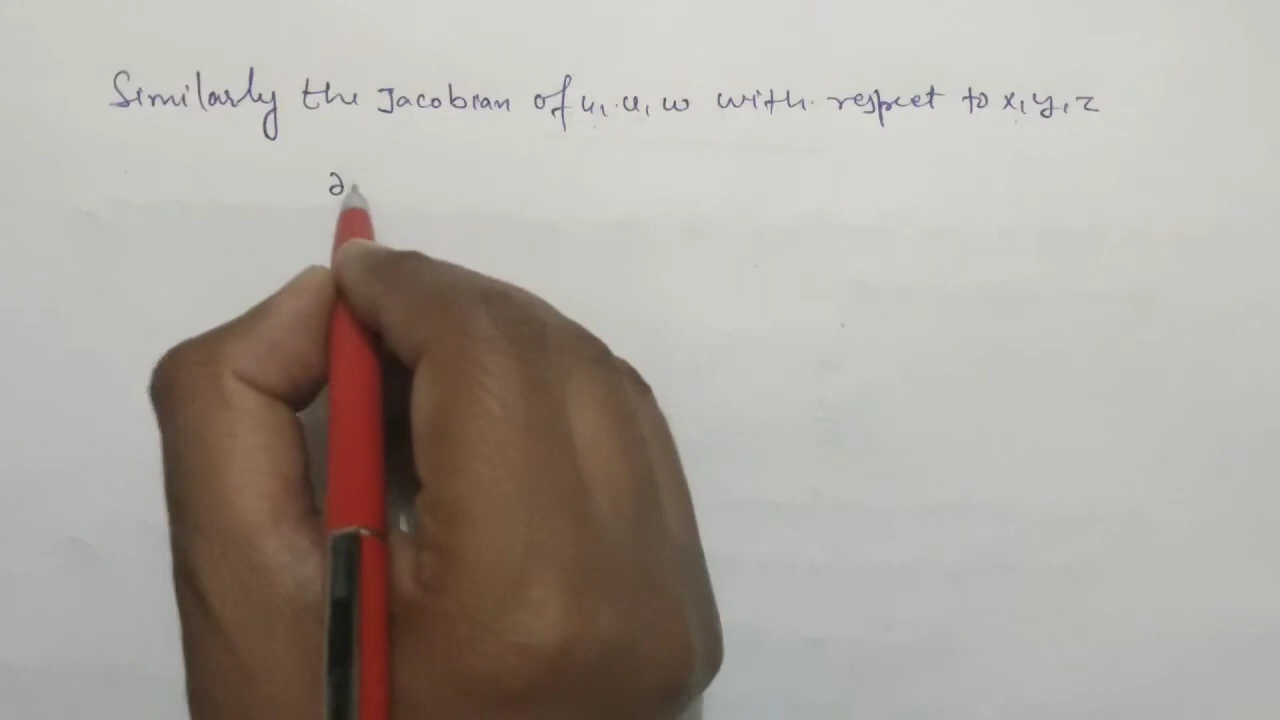 Similarly the Jacobian of u, u, w with respect to x, y, z
∂